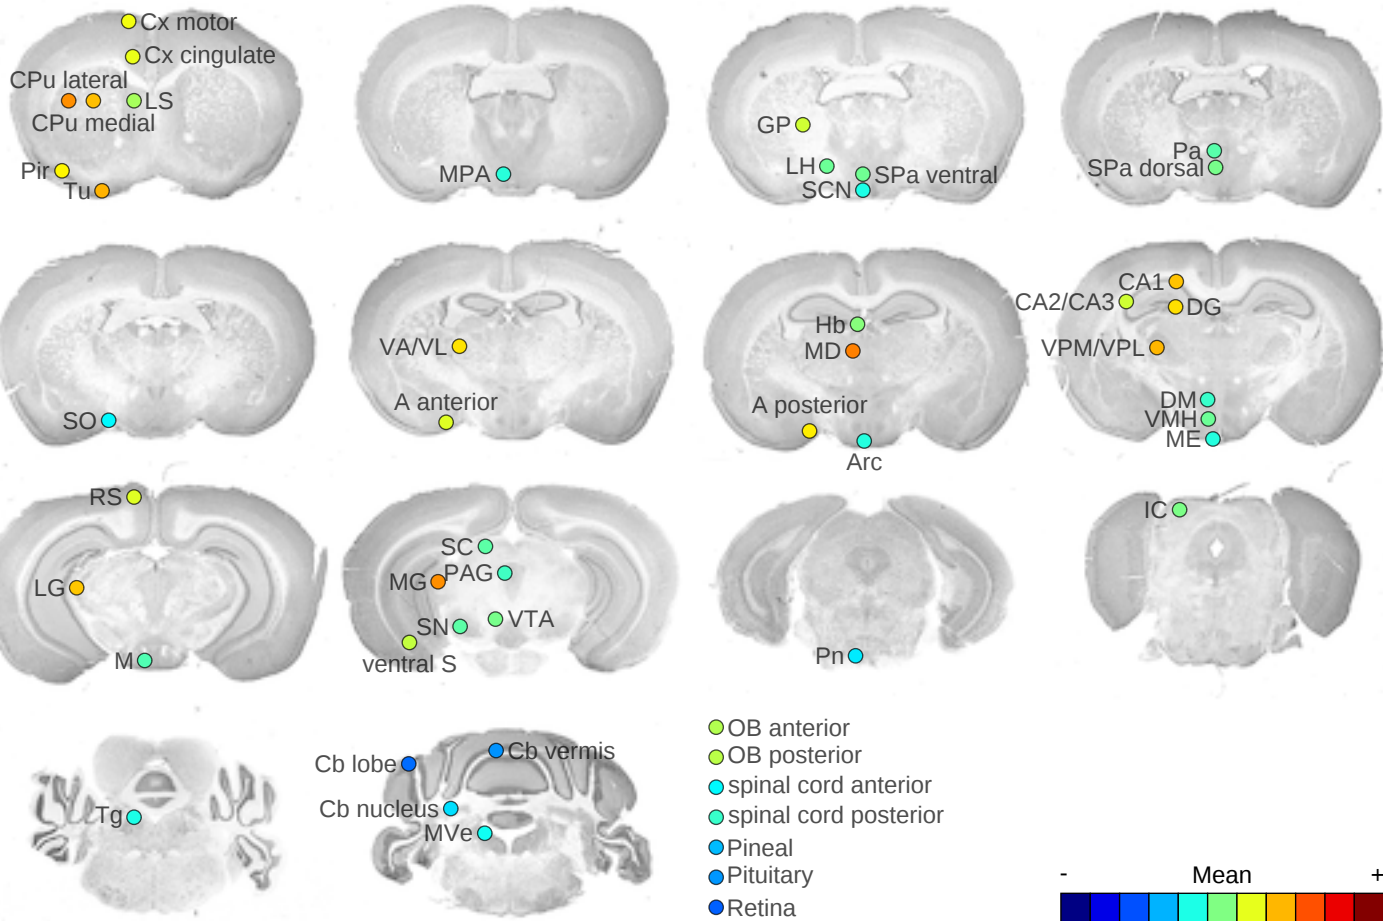 Cx motor
Cx cingulate
CPu lateral
LS
CPu medial
Pir
Tu
MPA
GP
LH
SPa ventral
SCN
Pa
SPa dorsal
SO
VA/VL
A anterior
Hb
MD
A posterior
Arc
CA1
CA2/CA3
DG
VPM/VPL
DM
VMH
ME
RS
LG
M
SC
MG
PAG
SN
VTA
ventral S
Pn
IC
Tg
Cb lobe
Cb vermis
Cb nucleus
MVe
OB anterior
OB posterior
spinal cord anterior
spinal cord posterior
Pineal
Pituitary
Retina
- Mean +